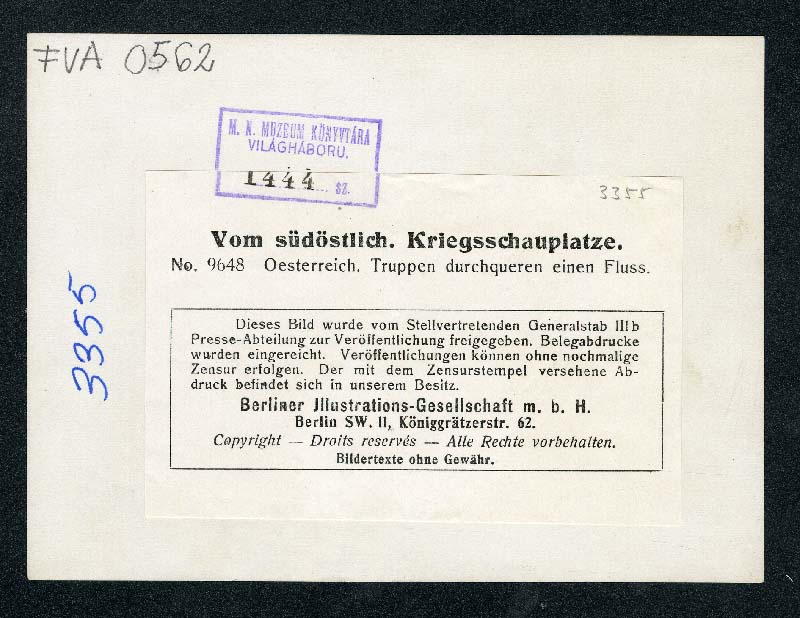 FVA 0562
M. N. MUZEUM KÖNYVTÁRA
VILÁGHÁBORU.
1444 sz.
3355
Vom südöstlich. Kriegsschauplatze.
No. 9648 Oesterreich. Truppen durchqueren einen Fluss.
3355
Dieses Bild wurde vom Stellvertretenden Generalstab IIIb
Presse-Abteilung zur Veröffentlichung freigegeben. Belegabdrucke
wurden eingereicht. Veröffentlichungen können ohne nochmalige
Zensur erfolgen. Der mit dem Zensurstempel versehene Ab-
druck befindet sich in unserem Besitz.
Berliner Jllustrations-Gesellschaft m. b. H.
Berlin SW. 11, Königgrätzerstr. 62.
Copyright — Droits reservés — Alle Rechte vorbehalten.
Bildertexte ohne Gewähr.